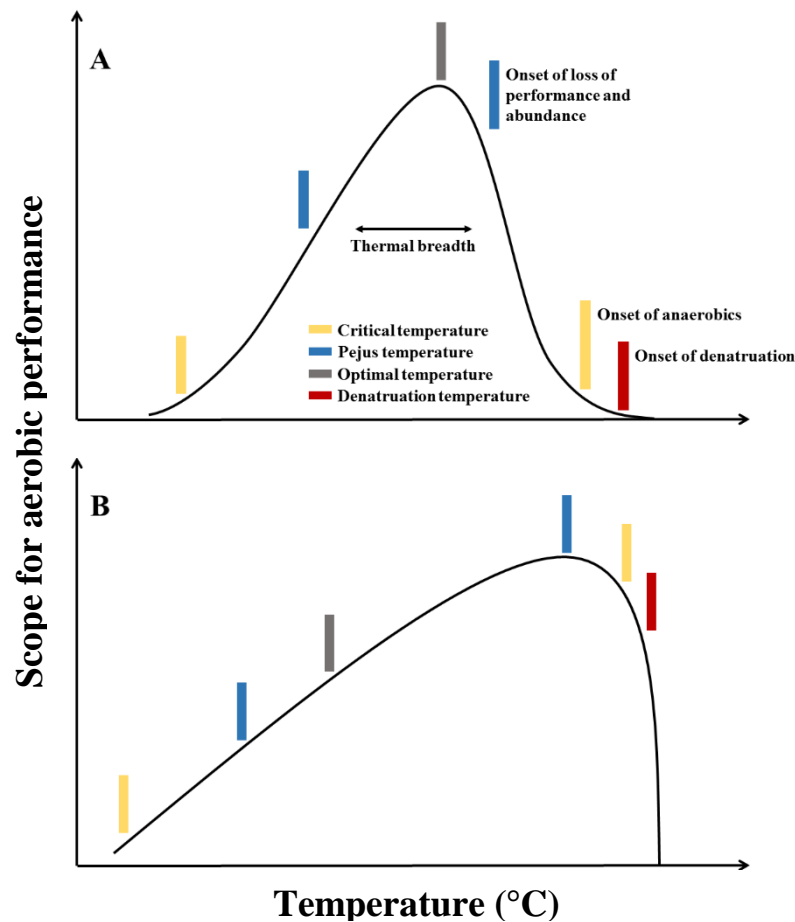 A
Onset of loss of
performance and
abundance
Thermal breadth
Critical temperature
Pejus temperature
Optimal temperature
Denatruation temperature
Onset of anaerobics
Onset of denatruation
B
Scope for aerobic performance
Temperature (°C)